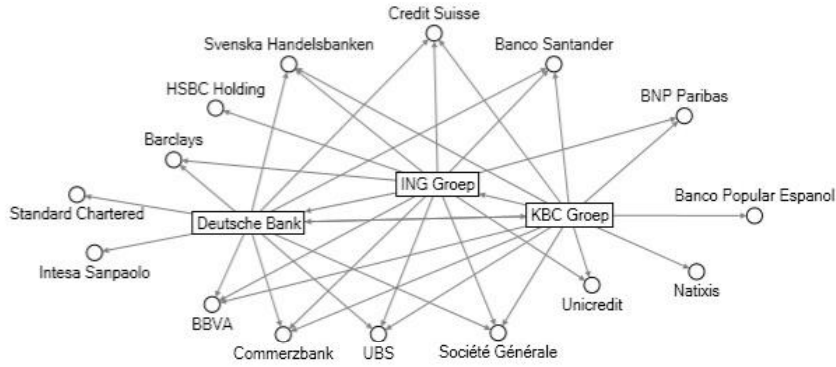 Credit Suisse
Svenska Handelsbanken
Banco Santander
HSBC Holding
BNP Paribas
Barclays
ING Groep
Banco Popular Espanol
Standard Chartered
Deutsche Bank
KBC Groep
Intesa Sanpaolo
Natixis
Unicredit
BBVA
Commerzbank
UBS
Société Générale